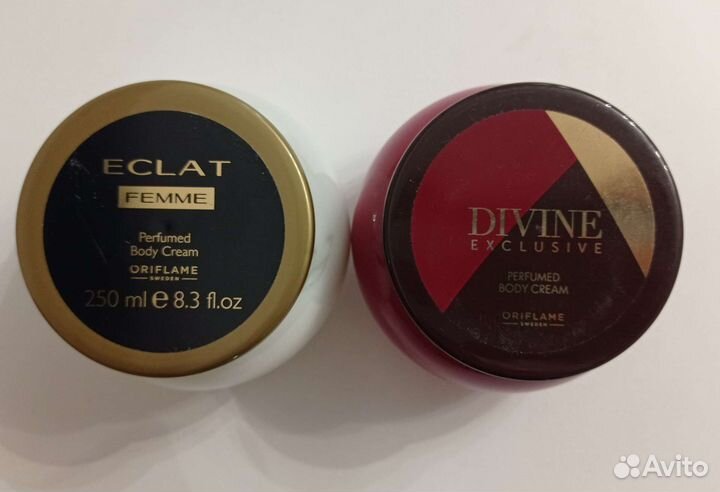 ECLAT
FEMME
Perfumed
Body Cream
ORIFLAME
SWEDEN
250 ml e 8.3 fl.oz
DIVINE
EXCLUSIVE
PERFUMED
BODY CREAM
ORIFLAME
SWEDEN
Avito